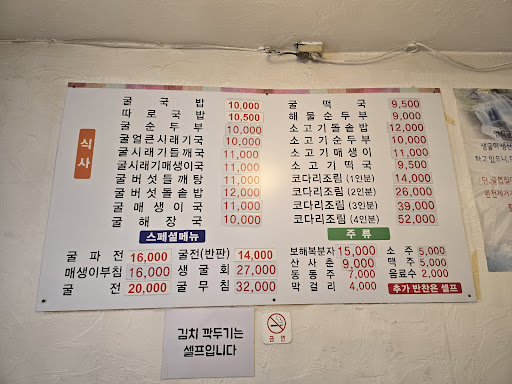 식사
굴국밥 10,000
따로국밥 10,500
굴순두부 10,000
굴얼큰시래기국 10,000
굴시래기들깨국 11,000
굴시래기매생이국 11,000
굴버섯들깨탕 11,000
굴버섯돌솥밥 12,000
굴매생이국 11,000
굴해장국 10,000
굴떡국 9,500
해물순두부 9,000
소고기돌솥밥 12,000
소고기순두부 10,000
소고기매생이 11,000
소고기떡국 9,500
코다리조림 (1인분) 14,000
코다리조림 (2인분) 26,000
코다리조림 (3인분) 39,000
코다리조림 (4인분) 52,000
스페셜메뉴
굴파전 16,000 굴전(반판) 14,000
매생이부침 16,000 생굴회 27,000
굴전 20,000 굴무침 32,000
주류
보해복분자 15,000 소주 5,000
산사춘 9,000 맥주 5,000
동동주 7,000 음료수 2,000
막걸리 4,000 추가 반찬은 셀프
김치 깍두기는
셀프입니다
금연